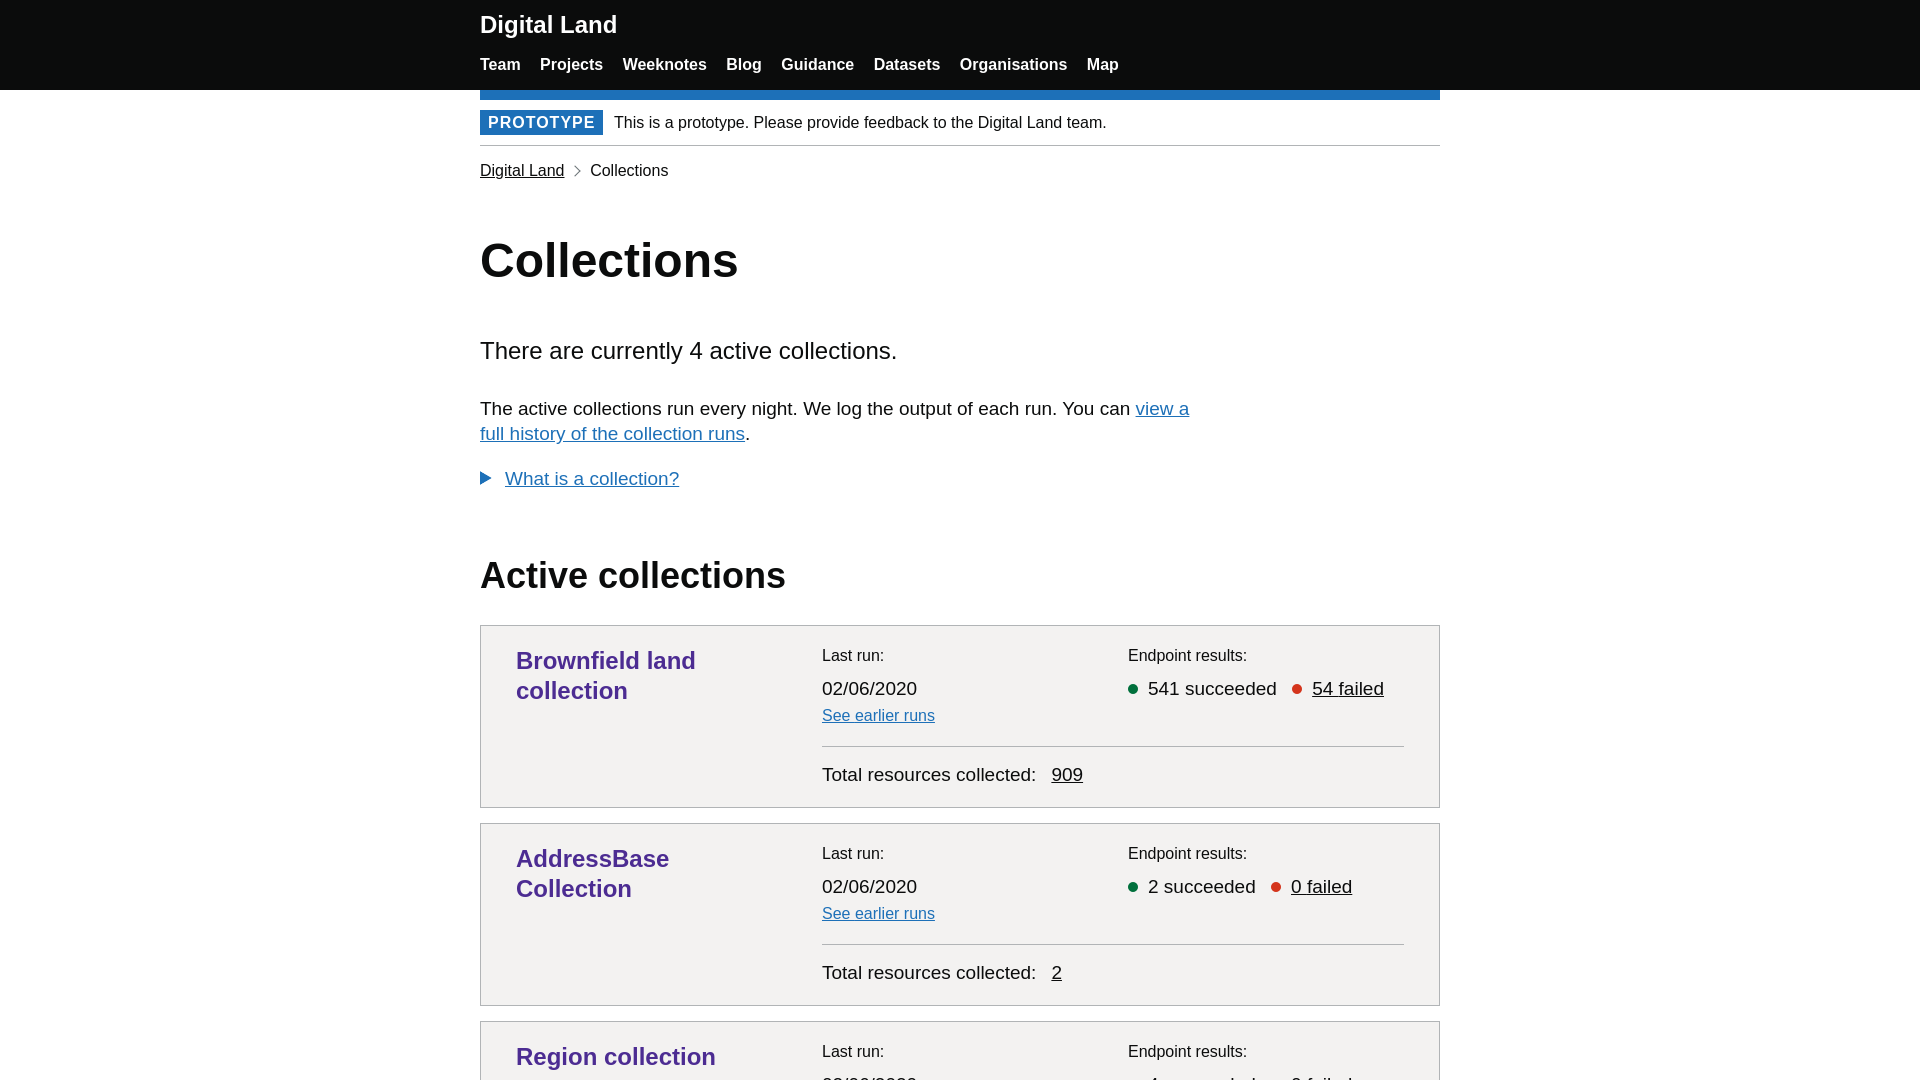 Digital Land
Team Projects Weeknotes Blog Guidance Datasets Organisations Map
PROTOTYPE This is a prototype. Please provide feedback to the Digital Land team.
Digital Land Collections
Collections
There are currently 4 active collections.
The active collections run every night. We log the output of each run. You can view a
full history of the collection runs.
What is a collection?
Active collections
Brownfield land
collection
Last run:
02/06/2020
See earlier runs
Endpoint results:
541 succeeded 54 failed
Total resources collected: 909
AddressBase
Collection
Last run:
02/06/2020
See earlier runs
Endpoint results:
2 succeeded 0 failed
Total resources collected: 2
Region collection
Last run:
Endpoint results: